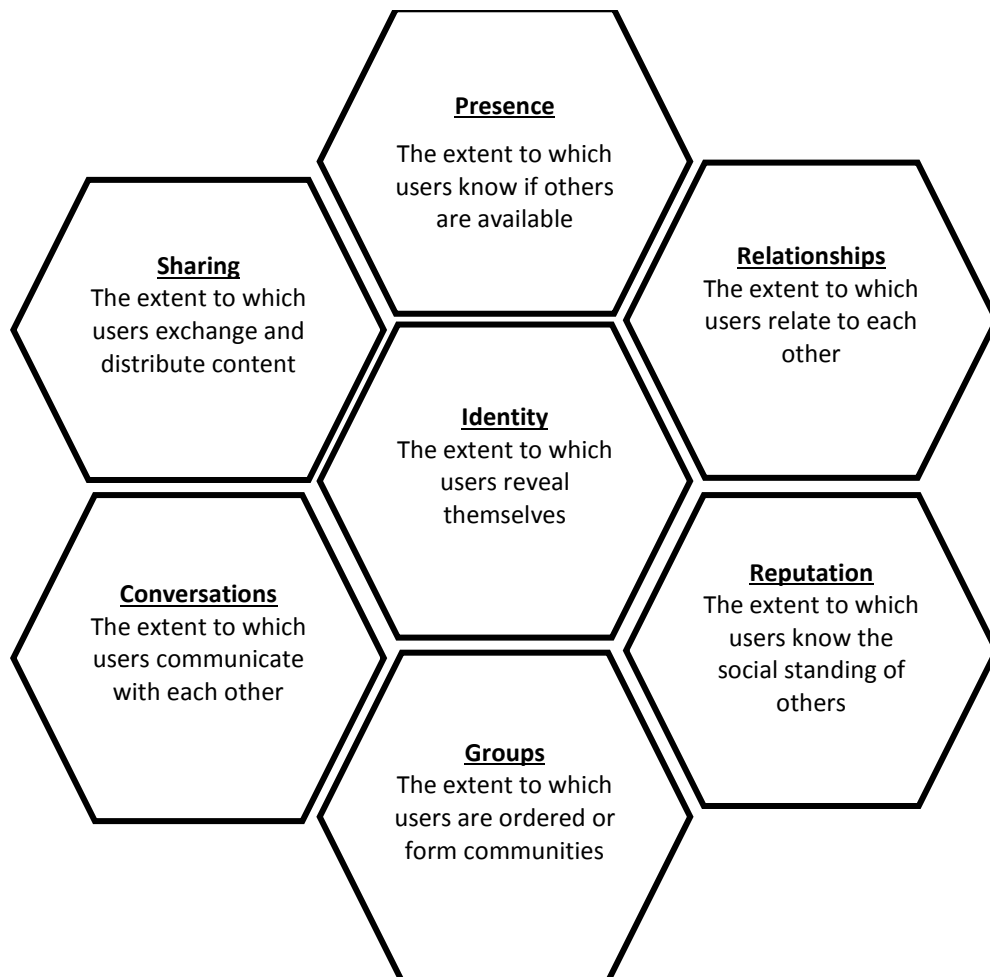 Presence
The extent to which
users know if others
are available
Sharing
The extent to which
users exchange and
distribute content
Relationships
The extent to which
users relate to each
other
Identity
The extent to which
users reveal
themselves
Conversations
The extent to which
users communicate
with each other
Reputation
The extent to which
users know the
social standing of
others
Groups
The extent to which
users are ordered or
form communities